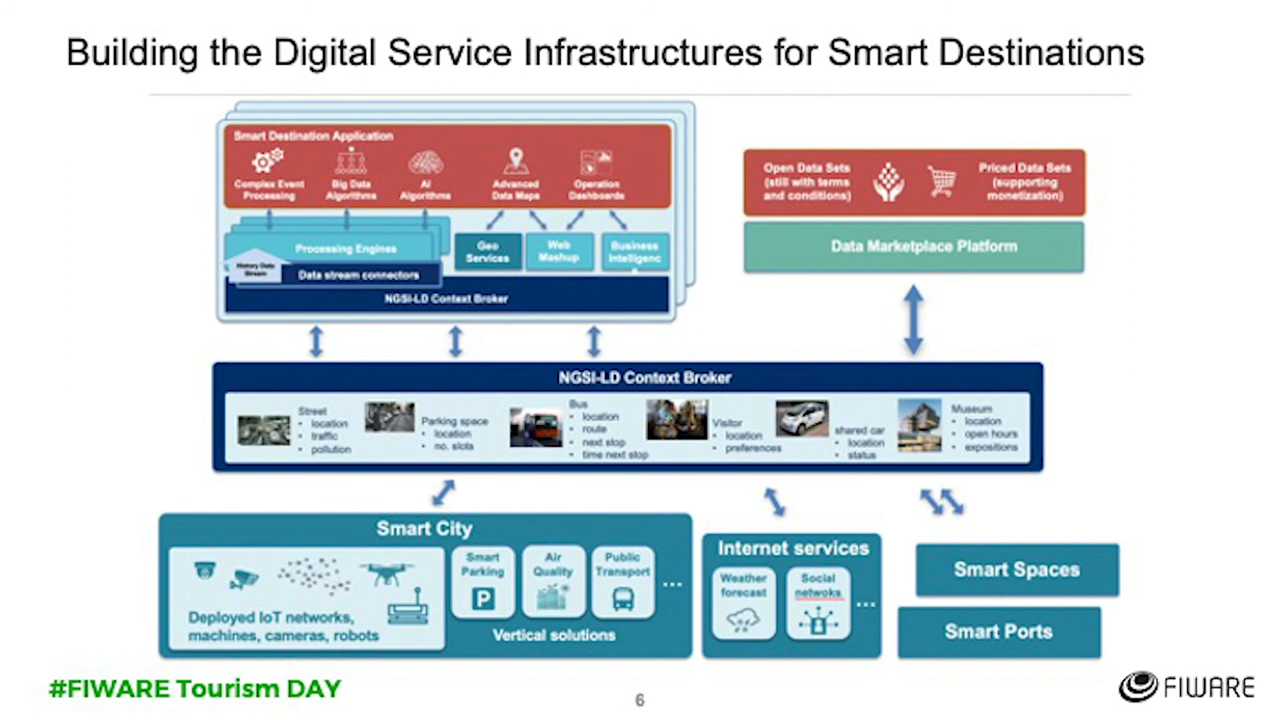 Building the Digital Service Infrastructures for Smart Destinations
Smart Destination Application
Complex Event
Processing
Big Data
Algorithms
AI
Algorithms
Advanced
Data Maps
Operation
Dashboards
Processing Engines
History Data
Stream
Data stream connectors
Geo
Services
Web
Mashup
Business
Intelligenc
NGSI-LD Context Broker
Open Data Sets
(still with terms
and conditions)
Priced Data Sets
(supporting
monetization)
Data Marketplace Platform
NGSI-LD Context Broker
Street
• location
• traffic
• pollution
Parking space
• location
• no. slots
Bus
• location
• route
• next stop
• time next stop
Visitor
• location
• preferences
shared car
• location
• status
Museum
• location
• open hours
• expositions
Smart City
Deployed IoT networks,
machines, cameras, robots
Smart
Parking
P
Air
Quality
Public
Transport
...
Vertical solutions
Internet services
Weather
forecast
Social
netwoks
...
Smart Spaces
Smart Ports
#FIWARE Tourism DAY
6
FIWARE